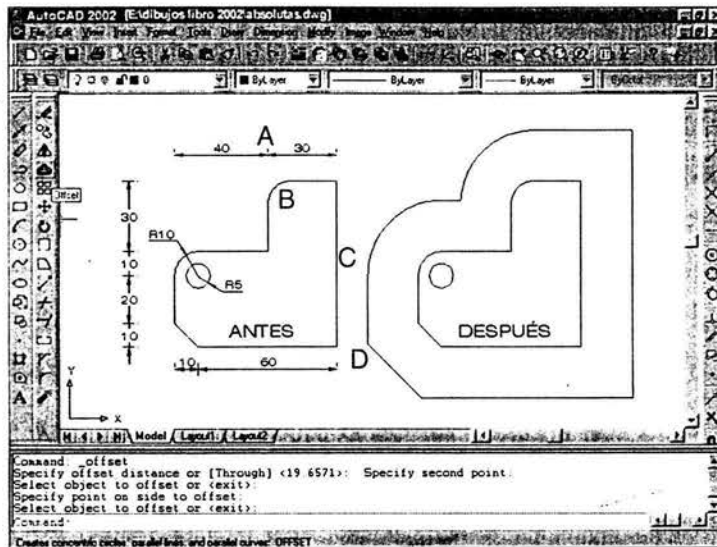 AutoCAD 2002 [E:\dibujos libro 2002\absolutas.dwg]
File Edit View Insert Format Tools Draw Dimension Modify Image Window Help
0 ByLayer ByLayer ByLayer ByColor
A
40 30
Offset
B
30
R10
C
10
R5
20
ANTES DESPUÉS
10
D
10 60
Y
X
Model Layout1 Layout2
Command: _offset
Specify offset distance or [Through] <19.6571>: Specify second point:
Select object to offset or <exit>:
Specify point on side to offset:
Select object to offset or <exit>:
Command:
Creates concentric circles, parallel lines, and parallel curves: OFFSET